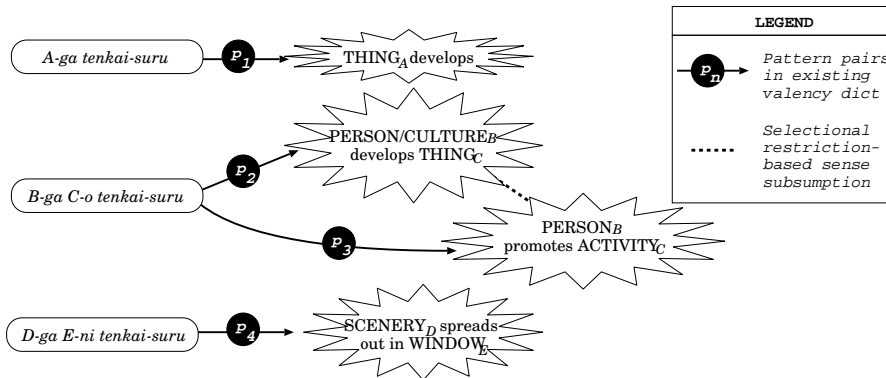 A-ga tenkai-suru
p1
THINGA develops
PERSON/CULTUREB
develops THINGC
p2
B-ga C-o tenkai-suru
p3
PERSONB
promotes ACTIVITYC
D-ga E-ni tenkai-suru
p4
SCENERYD spreads
out in WINDOWE
LEGEND
pn
Pattern pairs
in existing
valency dict
Selectional
restriction-
based sense
subsumption